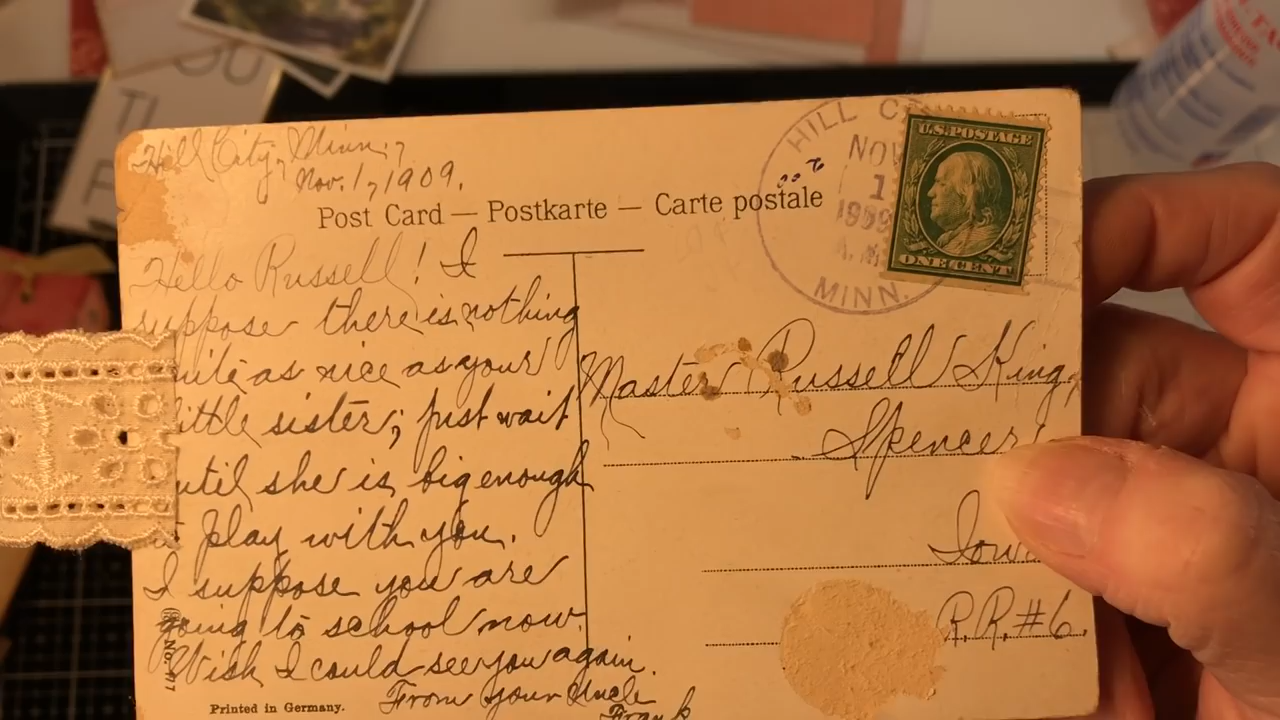 Hill City, Minn.,
Nov. 1, 1909.
Post Card — Postkarte — Carte postale
Hello Russell! I
suppose there is nothing
quite as nice as your
little sister; just wait
until she is big enough
to play with you.
I suppose you are
going to school now.
Wish I could see you again.
From your Uncle
Frank
Printed in Germany.
HILL C
NOV
1
1909
A.M
MINN.
U.S. POSTAGE
ONE CENT
Master Russell King,
Spencer,
Iowa
R.R. #6.